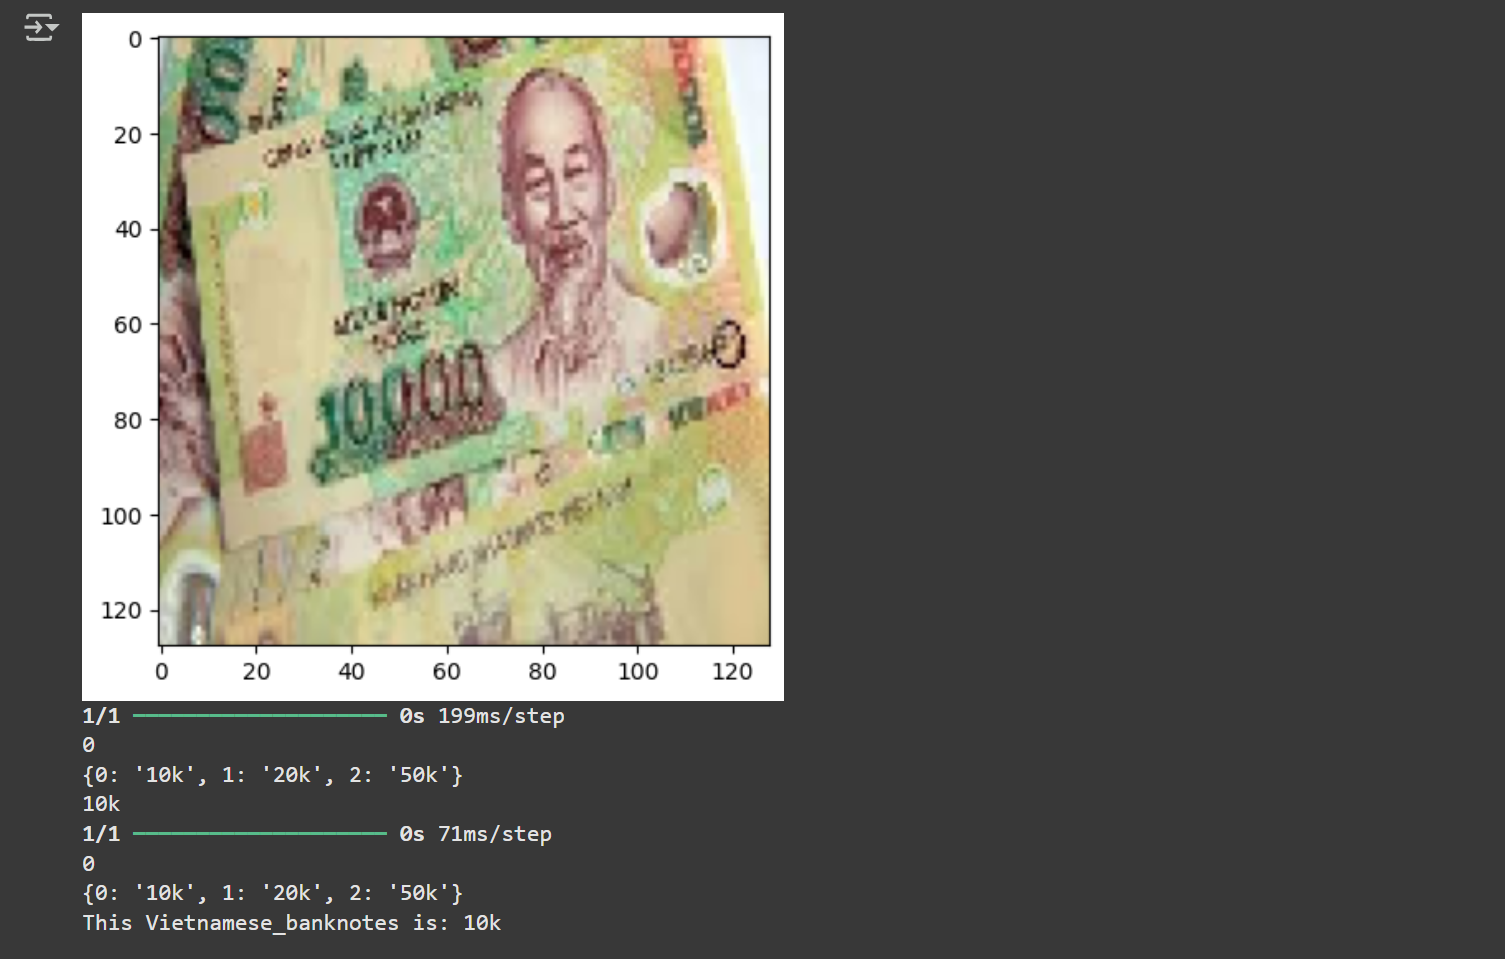 0
20
40
60
80
100
120
10.000
0 20 40 60 80 100 120
1/1 ━━━━━━━━━━━━━━━━━━━━ 0s 199ms/step
0
{0: '10k', 1: '20k', 2: '50k'}
10k
1/1 ━━━━━━━━━━━━━━━━━━━━ 0s 71ms/step
0
{0: '10k', 1: '20k', 2: '50k'}
This Vietnamese_banknotes is: 10k